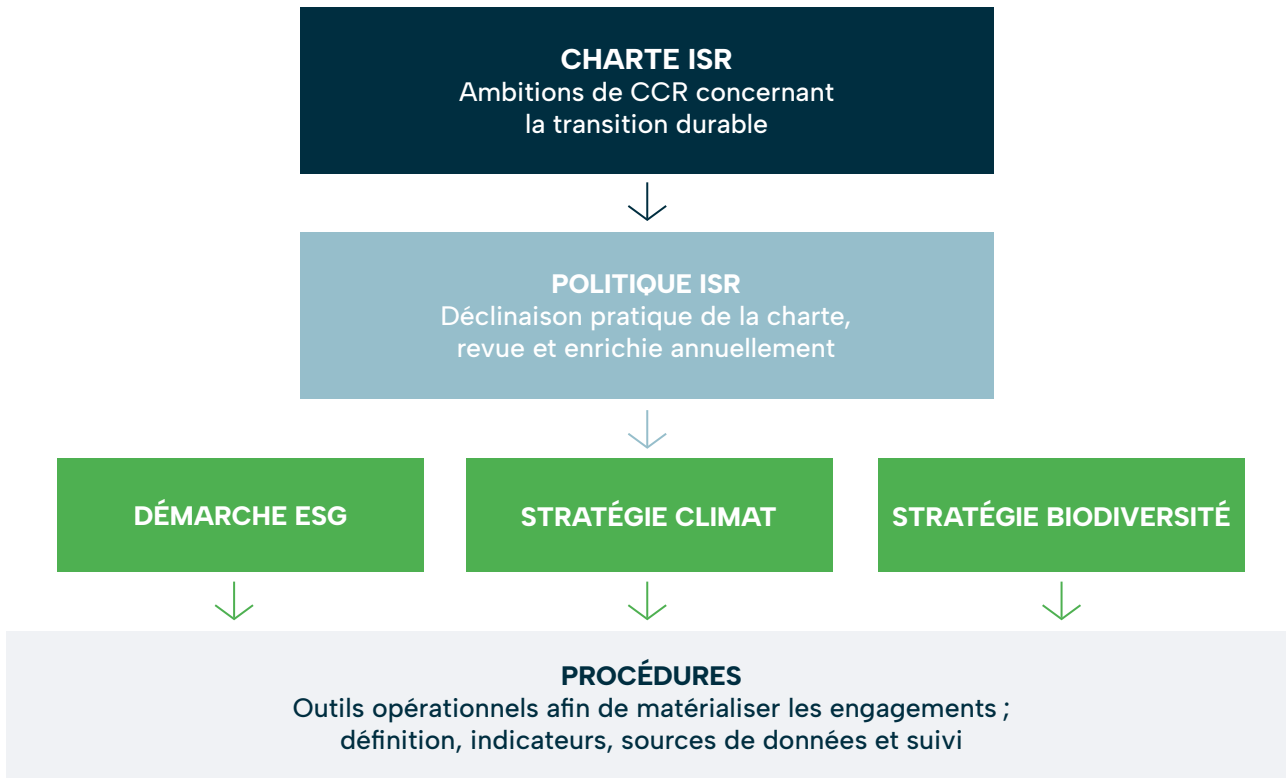 CHARTE ISR
Ambitions de CCR concernant
la transition durable
POLITIQUE ISR
Déclinaison pratique de la charte,
revue et enrichie annuellement
DÉMARCHE ESG
STRATÉGIE CLIMAT
STRATÉGIE BIODIVERSITÉ
PROCÉDURES
Outils opérationnels afin de matérialiser les engagements ;
définition, indicateurs, sources de données et suivi